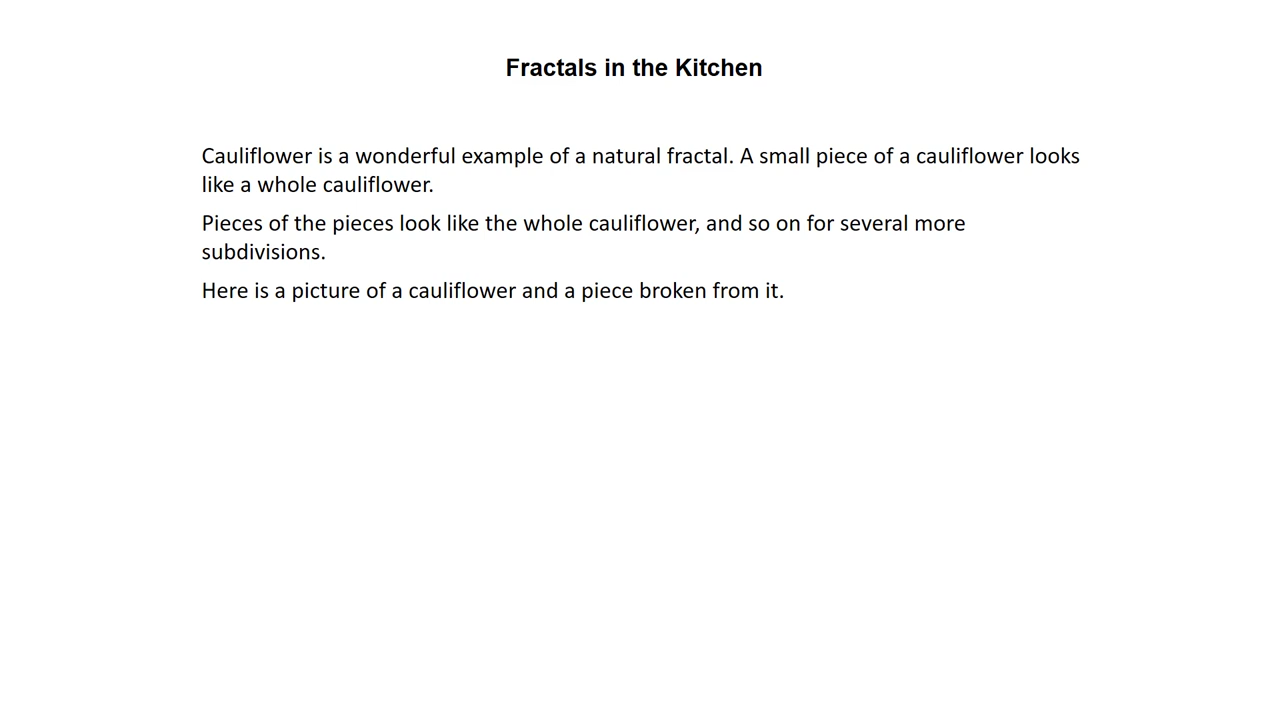 Fractals in the Kitchen
Cauliflower is a wonderful example of a natural fractal. A small piece of a cauliflower looks
like a whole cauliflower.
Pieces of the pieces look like the whole cauliflower, and so on for several more
subdivisions.
Here is a picture of a cauliflower and a piece broken from it.